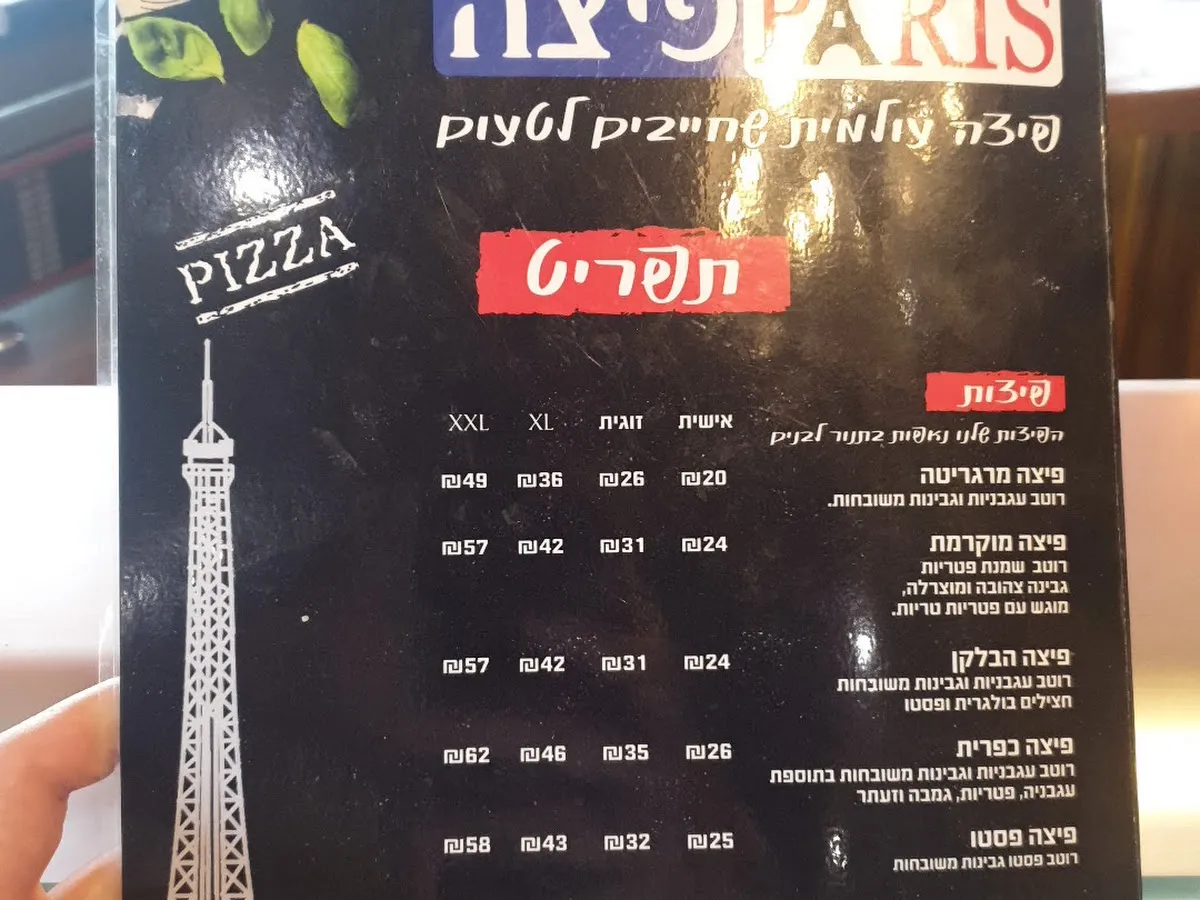 פיצה PARIS
פיצה עולמית שחייבים לטעום
PIZZA
תפריט
פיצות
הפיצות שלנו נאפות בתנור לבנים
אישית זוגית XL XXL
פיצה מרגריטה ₪20 ₪26 ₪36 ₪49
רוטב עגבניות וגבינות משובחות.
פיצה מוקרמת ₪24 ₪31 ₪42 ₪57
רוטב שמנת פטריות
גבינה צהובה ומוצרלה,
מוגש עם פטריות טריות.
פיצה הבלקן ₪24 ₪31 ₪42 ₪57
רוטב עגבניות וגבינות משובחות
חצילים בולגרית ופסטו
פיצה כפרית ₪26 ₪35 ₪46 ₪62
רוטב עגבניות וגבינות משובחות בתוספת
עגבניה, פטריות, גמבה וזעתר
פיצה פסטו ₪25 ₪32 ₪43 ₪58
רוטב פסטו גבינות משובחות